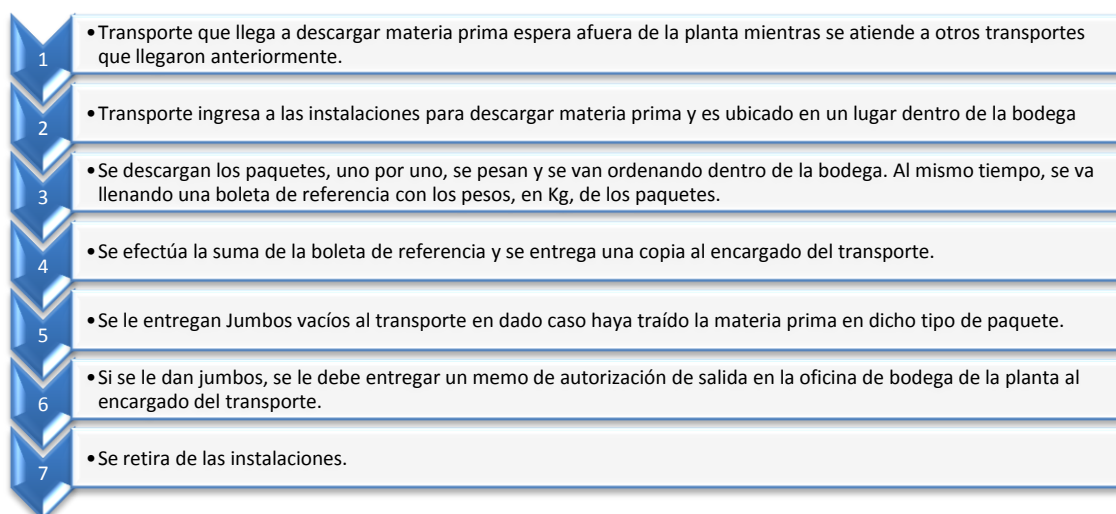 1
•Transporte que llega a descargar materia prima espera afuera de la planta mientras se atiende a otros transportes
que llegaron anteriormente.
2
•Transporte ingresa a las instalaciones para descargar materia prima y es ubicado en un lugar dentro de la bodega
3
•Se descargan los paquetes, uno por uno, se pesan y se van ordenando dentro de la bodega. Al mismo tiempo, se va
llenando una boleta de referencia con los pesos, en Kg, de los paquetes.
4
•Se efectúa la suma de la boleta de referencia y se entrega una copia al encargado del transporte.
5
•Se le entregan Jumbos vacíos al transporte en dado caso haya traído la materia prima en dicho tipo de paquete.
6
•Si se le dan jumbos, se le debe entregar un memo de autorización de salida en la oficina de bodega de la planta al
encargado del transporte.
7
•Se retira de las instalaciones.